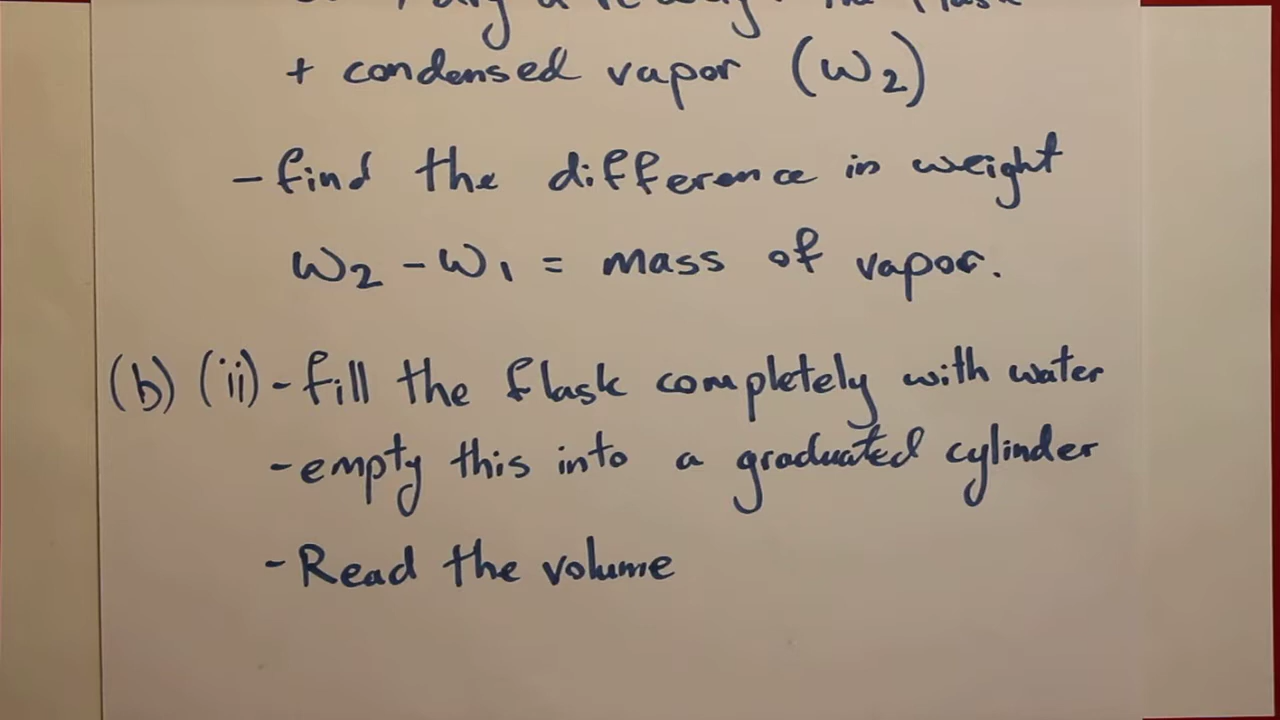 + condensed vapor (W2)
- find the difference in weight
W2 - W1 = mass of vapor.
(b) (ii) - fill the flask completely with water
- empty this into a graduated cylinder
- Read the volume